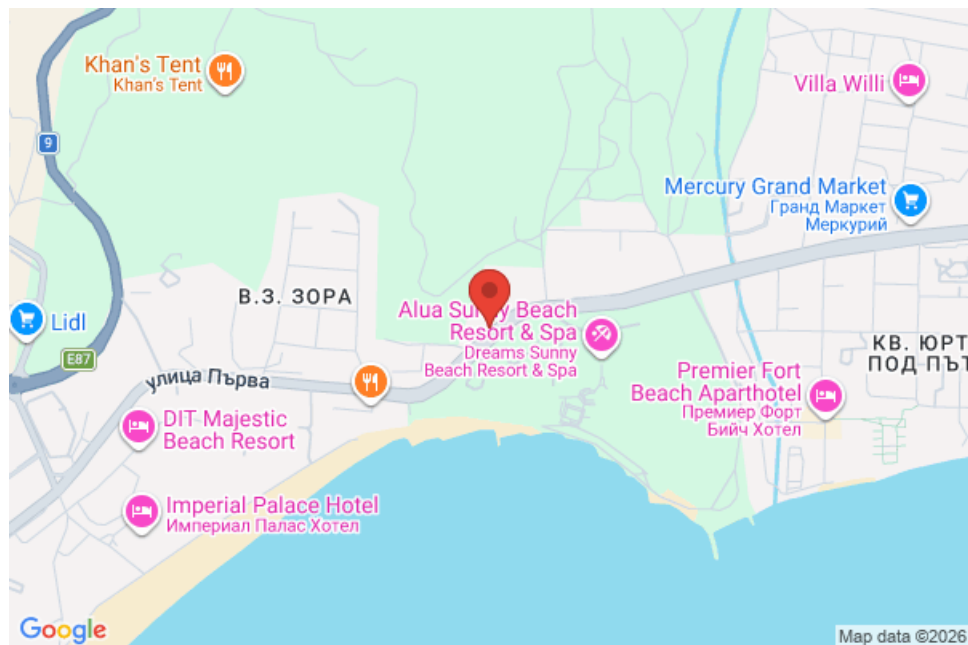 Khan's Tent
Khan's Tent
Villa Willi
9
Mercury Grand Market
Гранд Маркет
Меркурий
В.З. ЗОРА
Alua Sunny Beach
Resort & Spa
Dreams Sunny
Beach Resort & Spa
Lidl
E87
улица Първа
КВ. ЮРТ
ПОД ПЪТ
Premier Fort
Beach Aparthotel
Премиер Форт
Бийч Хотел
DIT Majestic
Beach Resort
Imperial Palace Hotel
Империал Палас Хотел
Google
Map data ©2026